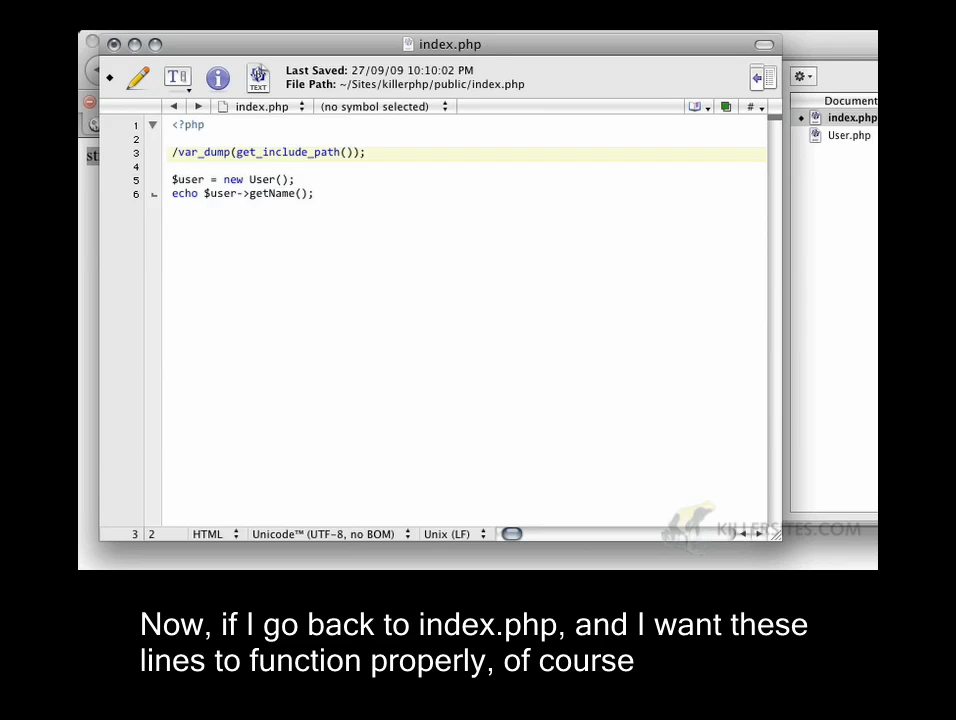 index.php
Last Saved: 27/09/09 10:10:02 PM
File Path: ~/Sites/killerphp/public/index.php
T
TEXT
index.php
(no symbol selected)
#
Document
index.php
User.php
1 <?php
2
3 /var_dump(get_include_path());
4
5 $user = new User();
6 echo $user->getName();
3 2 HTML Unicode™ (UTF-8, no BOM) Unix (LF)
KILLERSITES.COM
Now, if I go back to index.php, and I want these
lines to function properly, of course